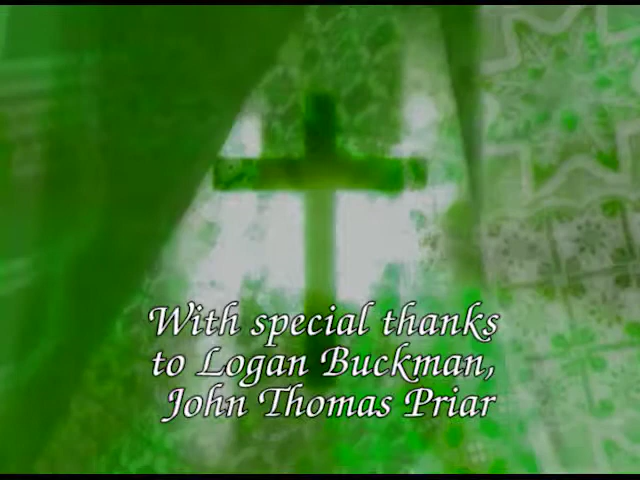 With special thanks
to Logan Buckman,
John Thomas Priar